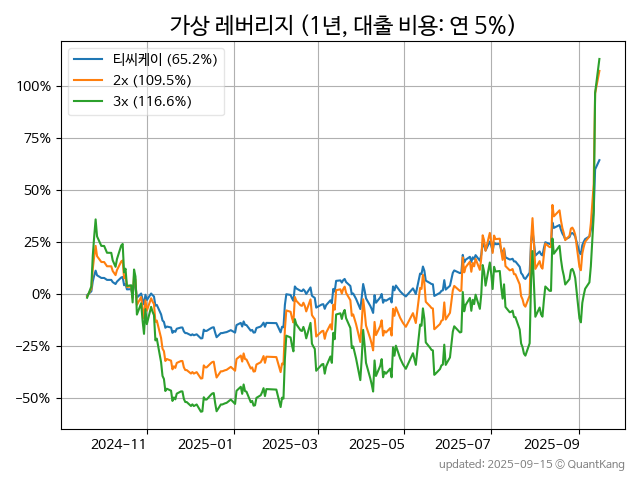 가상 레버리지 (1년, 대출 비용: 연 5%)
티씨케이 (65.2%)
2x (109.5%)
3x (116.6%)
100%
75%
50%
25%
0%
−25%
−50%
2024-11
2025-01
2025-03
2025-05
2025-07
2025-09
updated: 2025-09-15 © QuantKang